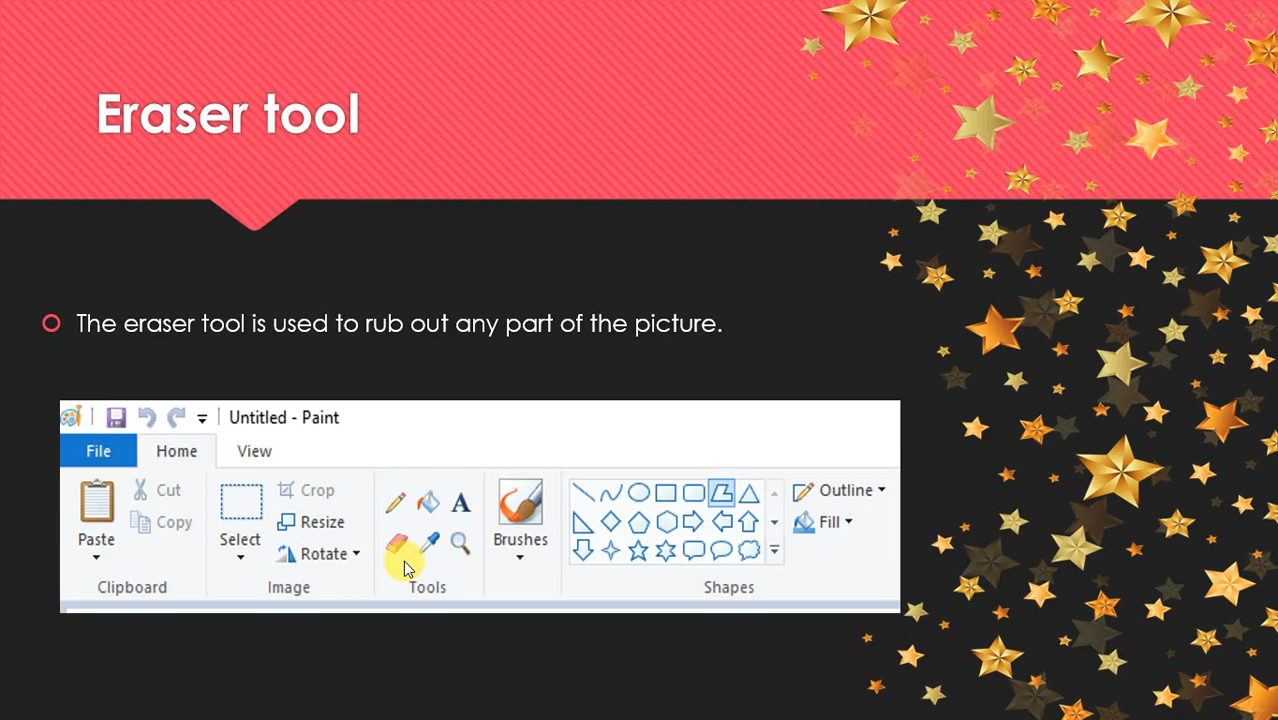 Eraser tool
The eraser tool is used to rub out any part of the picture.
Untitled - Paint
File Home View
Paste
Cut
Copy
Clipboard
Select
Crop
Resize
Rotate
Image
A
Tools
Brushes
Outline
Fill
Shapes